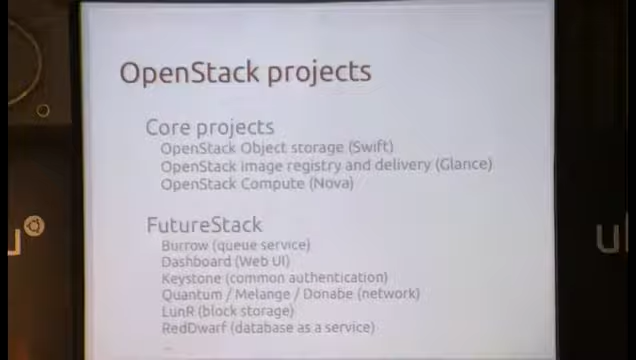 OpenStack projects
Core projects
OpenStack Object storage (Swift)
OpenStack Image registry and delivery (Glance)
OpenStack Compute (Nova)
FutureStack
Burrow (queue service)
Dashboard (Web UI)
Keystone (common authentication)
Quantum / Melange / Donabe (network)
LunR (block storage)
RedDwarf (database as a service)
...